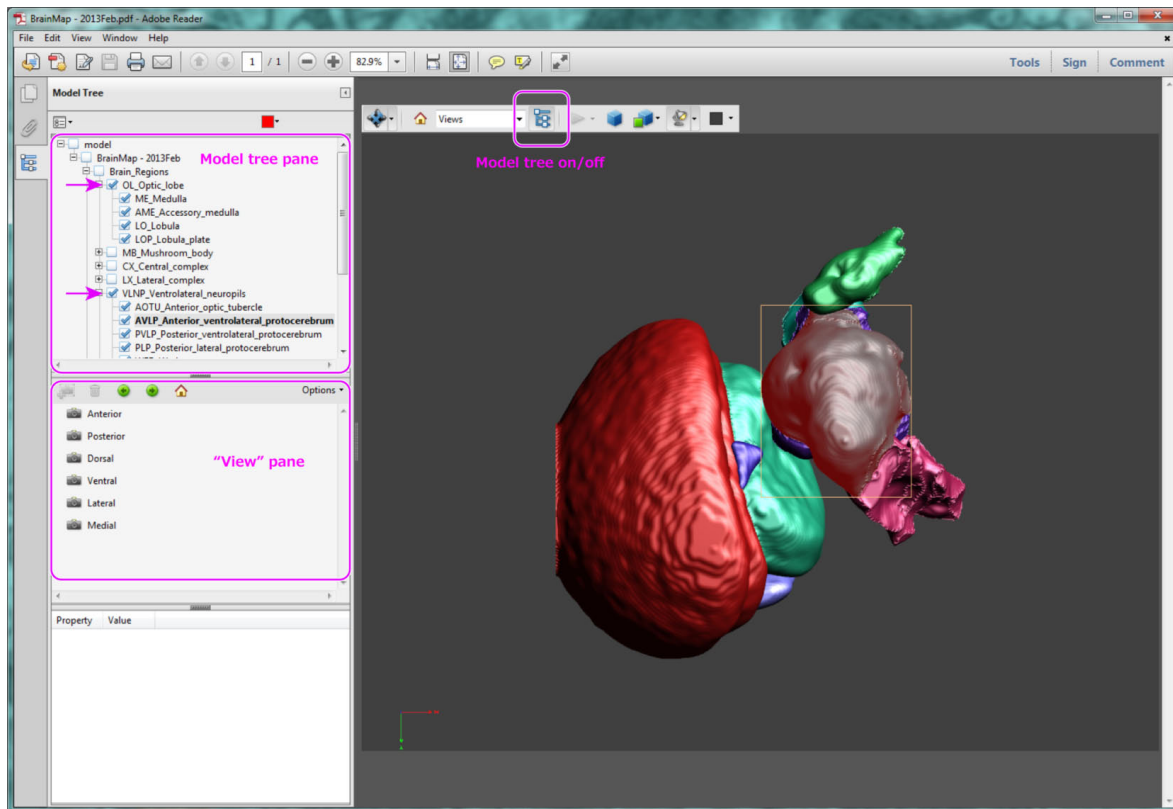 BrainMap - 2013Feb.pdf - Adobe Reader
File Edit View Window Help
1 / 1 82.9% Tools Sign Comment
Model Tree
Views
Model tree on/off
model
BrainMap - 2013Feb
Model tree pane
Brain_Regions
OL_Optic_lobe
ME_Medulla
AME_Accessory_medulla
LO_Lobula
LOP_Lobula_plate
MB_Mushroom_body
CX_Central_complex
LX_Lateral_complex
VLNP_Ventrolateral_neuropils
AOTU_Anterior_optic_tubercle
AVLP_Anterior_ventrolateral_protocerebrum
PVLP_Posterior_ventrolateral_protocerebrum
PLP_Posterior_lateral_protocerebrum
Options
Anterior
Posterior
Dorsal
Ventral
Lateral
Medial
“View” pane
Property Value